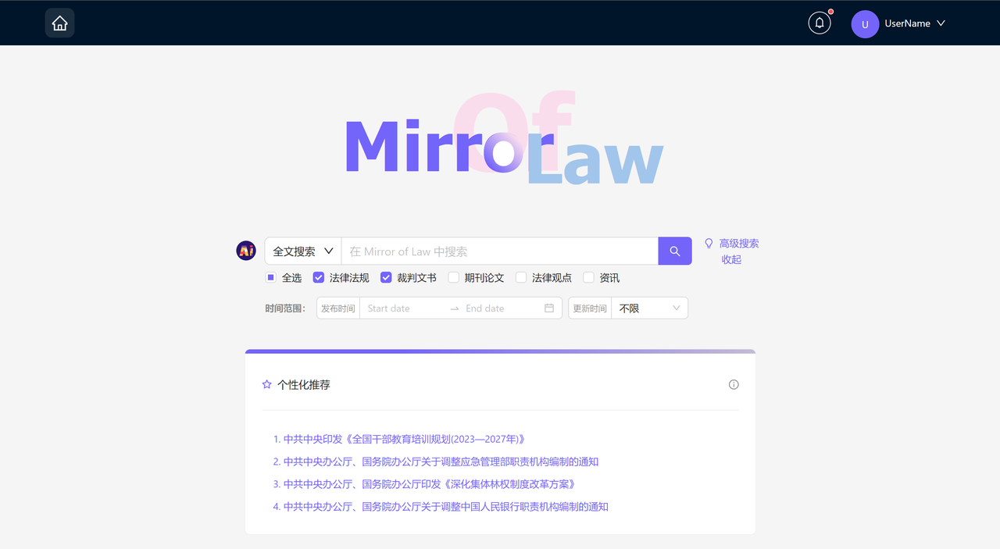 U UserName
Mirror Of Law
Ai 全文搜索 在 Mirror of Law 中搜索 高级搜索
收起
全选 法律法规 裁判文书 期刊论文 法律观点 资讯
时间范围: 发布时间 Start date End date 更新时间 不限
个性化推荐
1. 中共中央印发《全国干部教育培训规划(2023—2027年)》
2. 中共中央办公厅、国务院办公厅关于调整应急管理部职责机构编制的通知
3. 中共中央办公厅、国务院办公厅印发《深化集体林权制度改革方案》
4. 中共中央办公厅、国务院办公厅关于调整中国人民银行职责机构编制的通知